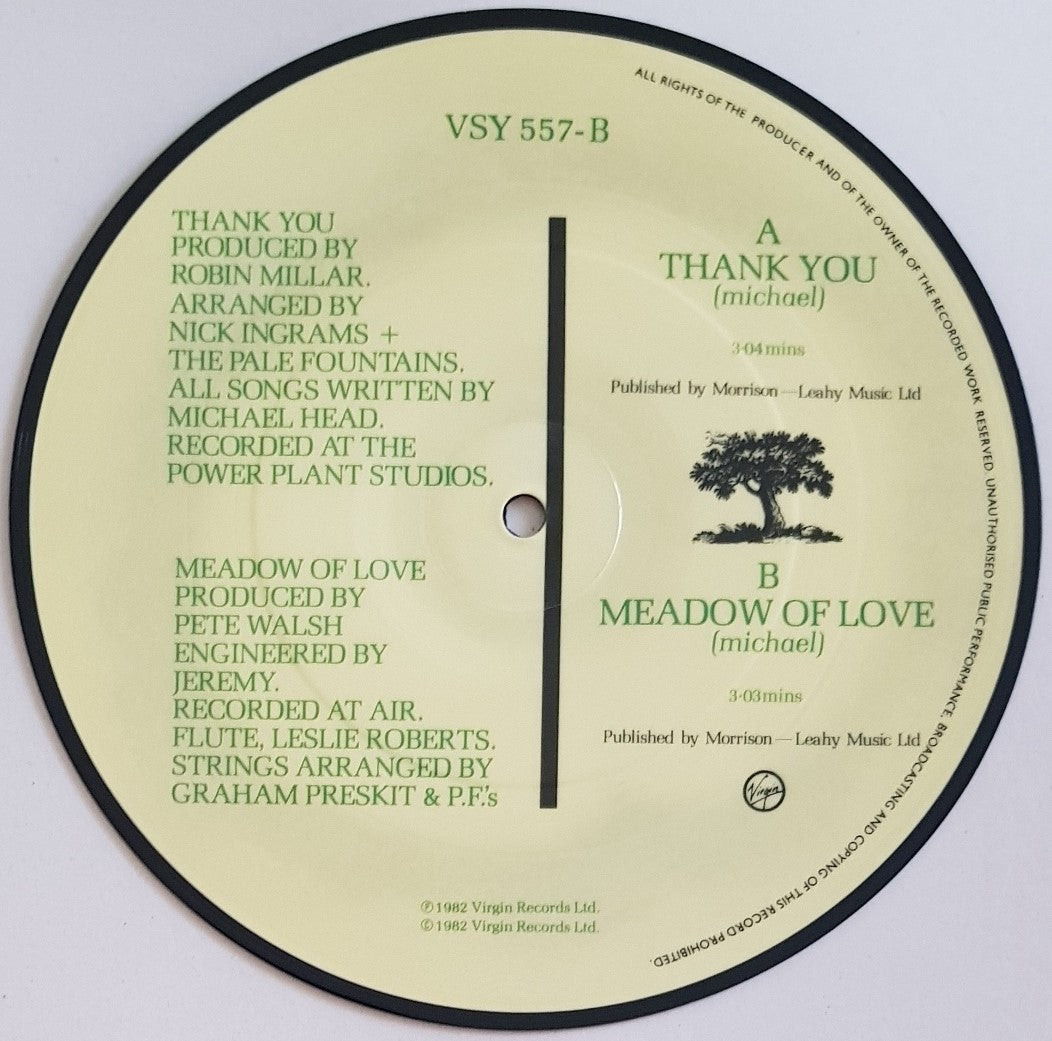 VSY 557-B
THANK YOU
PRODUCED BY
ROBIN MILLAR.
ARRANGED BY
NICK INGRAMS +
THE PALE FOUNTAINS.
ALL SONGS WRITTEN BY
MICHAEL HEAD.
RECORDED AT THE
POWER PLANT STUDIOS.
MEADOW OF LOVE
PRODUCED BY
PETE WALSH
ENGINEERED BY
JEREMY.
RECORDED AT AIR.
FLUTE, LESLIE ROBERTS.
STRINGS ARRANGED BY
GRAHAM PRESKIT & P.F.'s
A
THANK YOU
(michael)
3·04mins
Published by Morrison—Leahy Music Ltd
B
MEADOW OF LOVE
(michael)
3·03mins
Published by Morrison—Leahy Music Ltd
Virgin
℗1982 Virgin Records Ltd.
©1982 Virgin Records Ltd.
ALL RIGHTS OF THE PRODUCER AND OF THE OWNER OF THE RECORDED WORK RESERVED. UNAUTHORISED PUBLIC PERFORMANCE, BROADCASTING AND COPYING OF THIS RECORD PROHIBITED.